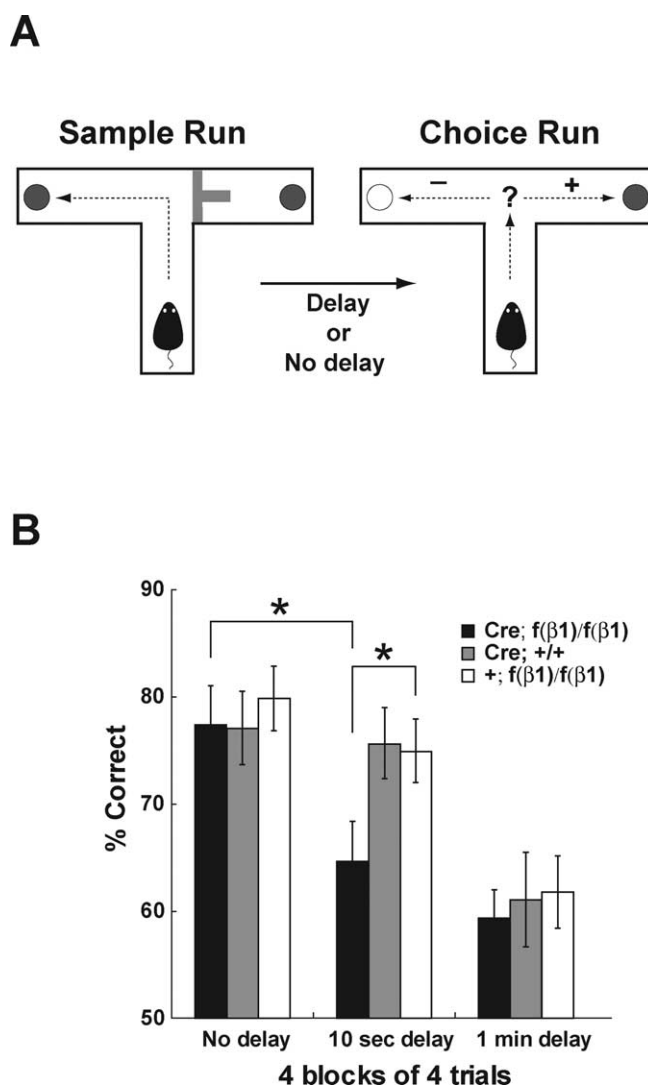 A
Sample Run
Choice Run
?
–
+
Delay
or
No delay
B
90
80
70
60
50
% Correct
*
*
Cre; f(β1)/f(β1)
Cre; +/+
+; f(β1)/f(β1)
No delay
10 sec delay
1 min delay
4 blocks of 4 trials